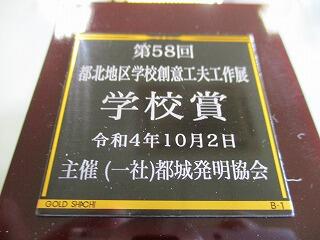 第58回
都北地区学校創意工夫工作展
学校賞
令和4年10月2日
主催 (一社)都城発明協会
GOLD SHACHI B-1